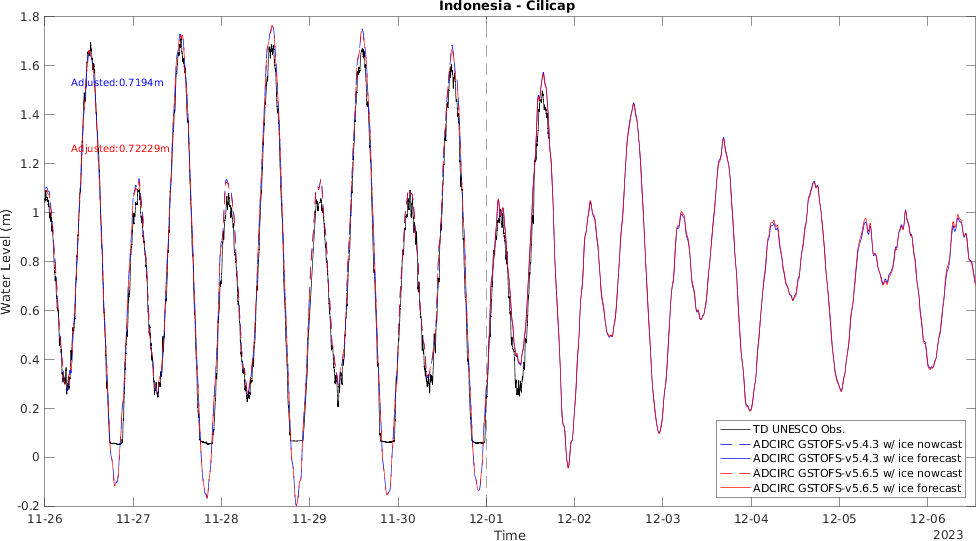 Indonesia - Cilicap
1.8
1.6
1.4
1.2
1
0.8
0.6
0.4
0.2
0
-0.2
Water Level (m)
Adjusted:0.7194m
Adjusted:0.72229m
TD UNESCO Obs.
ADCIRC GSTOFS-v5.4.3 w/ ice nowcast
ADCIRC GSTOFS-v5.4.3 w/ ice forecast
ADCIRC GSTOFS-v5.6.5 w/ ice nowcast
ADCIRC GSTOFS-v5.6.5 w/ ice forecast
11-26 11-27 11-28 11-29 11-30 12-01 12-02 12-03 12-04 12-05 12-06
Time
2023